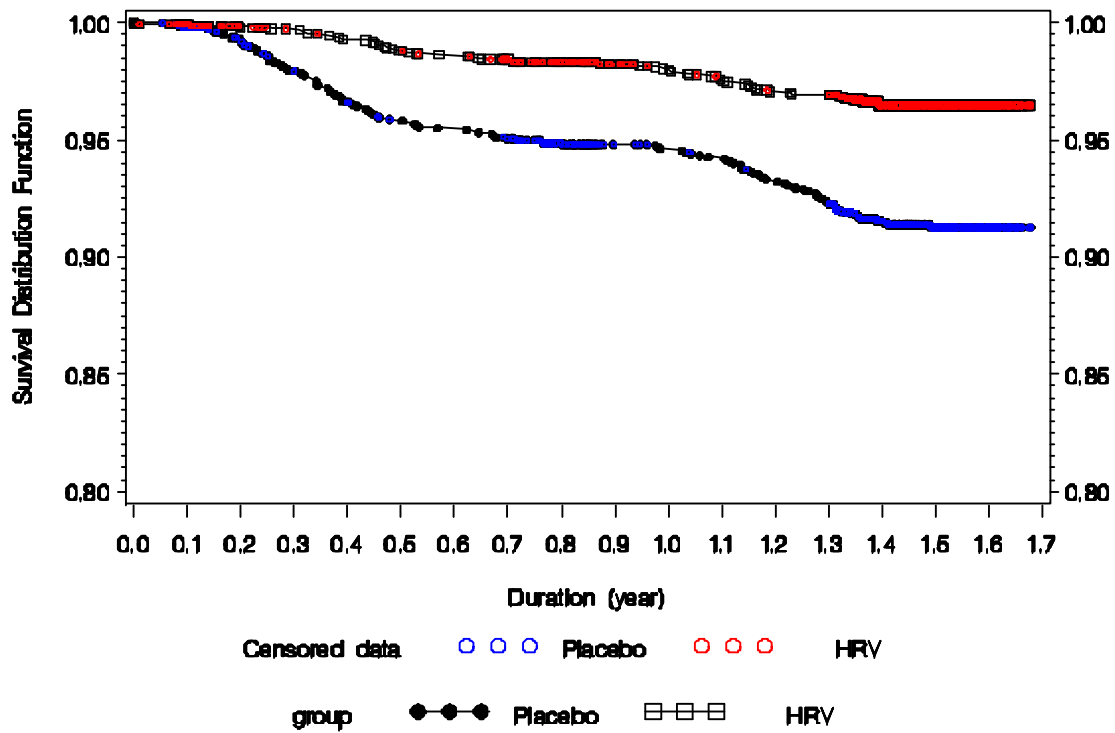 Survival Distribution Function
1.00 1.00
0.95 0.95
0.90 0.90
0.85 0.85
0.80 0.80
0.0 0.1 0.2 0.3 0.4 0.5 0.6 0.7 0.8 0.9 1.0 1.1 1.2 1.3 1.4 1.5 1.6 1.7
Duration (year)
Censored data Placebo HRV
group Placebo HRV